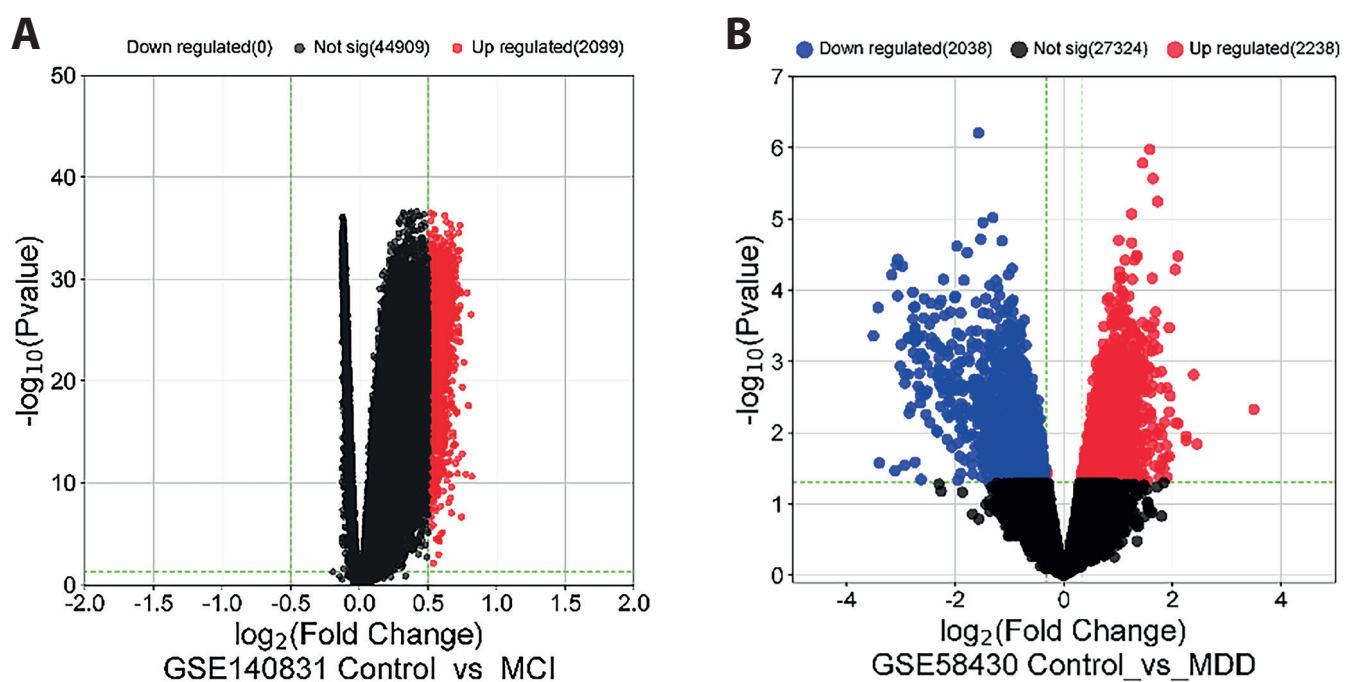 A
Down regulated(0) Not sig(44909) Up regulated(2099)
50
40
30
20
10
0
-log10(Pvalue)
-2.0 -1.5 -1.0 -0.5 0.0 0.5 1.0 1.5 2.0
log2(Fold Change)
GSE140831 Control vs MCI
B
Down regulated(2038) Not sig(27324) Up regulated(2238)
7
6
5
4
3
2
1
0
-log10(Pvalue)
-4 -2 0 2 4
log2(Fold Change)
GSE58430 Control_vs_MDD